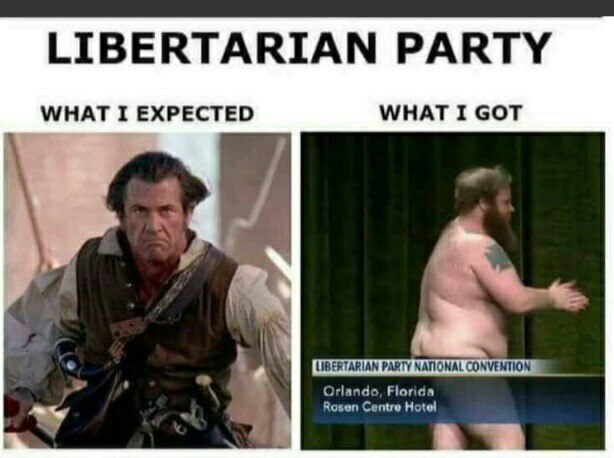 LIBERTARIAN PARTY
WHAT I EXPECTED
WHAT I GOT
LIBERTARIAN PARTY NATIONAL CONVENTION
Orlando, Florida
Rosen Centre Hotel